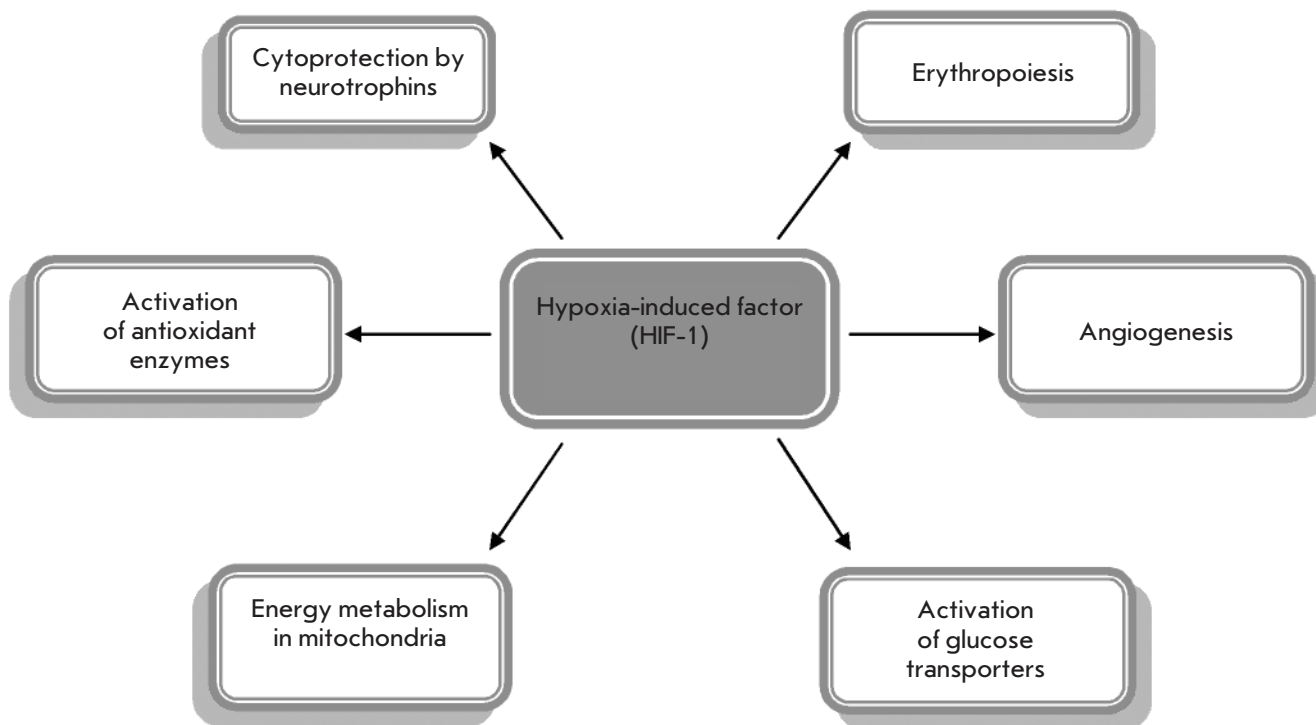 Cytoprotection by
neurotrophins
Erythropoiesis
Activation
of antioxidant
enzymes
Hypoxia-induced factor
(HIF-1)
Angiogenesis
Energy metabolism
in mitochondria
Activation
of glucose
transporters